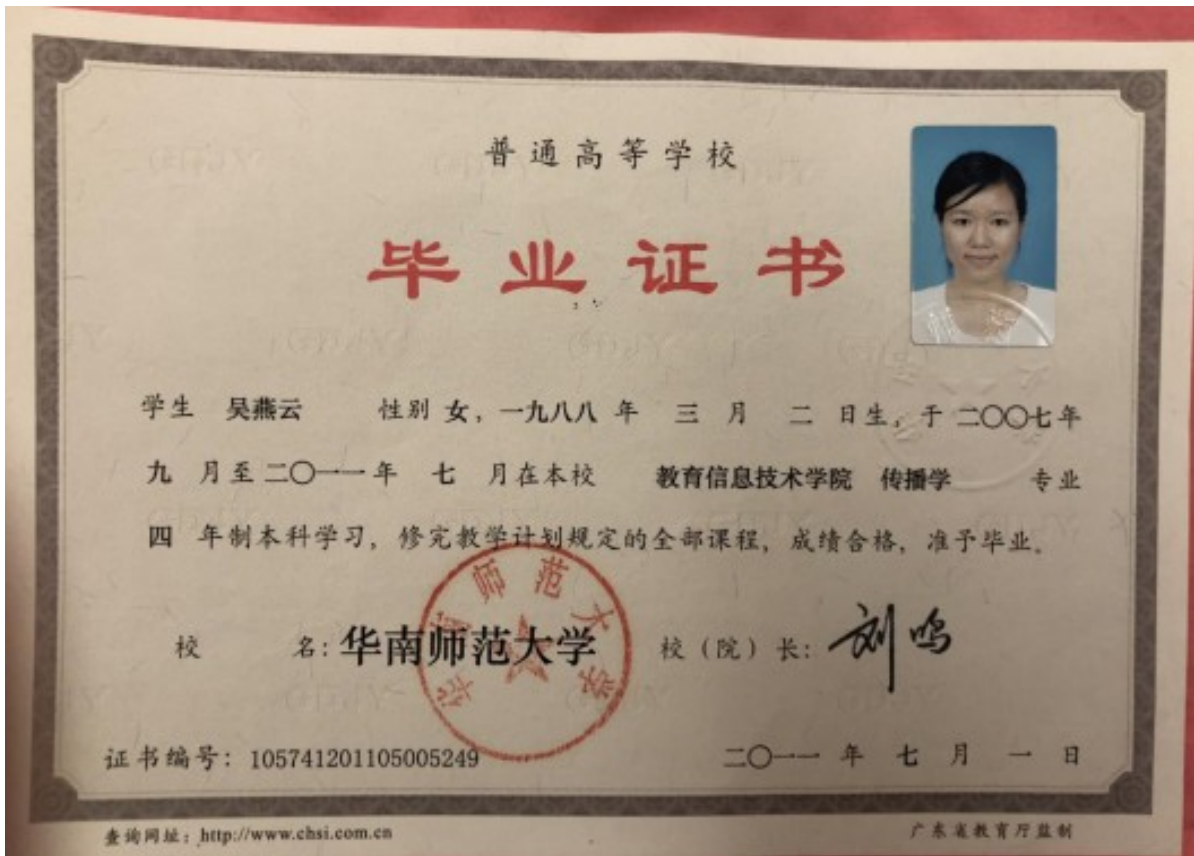 普通高等学校
毕业证书
学生 吴燕云 性别 女，一九八八 年 三 月 二 日生，于 二〇〇七年
九 月至 二〇一一 年 七 月在本校 教育信息技术学院 传播学 专业
四 年制本科学习，修完教学计划规定的全部课程，成绩合格，准予毕业。
华南师范大学
校 名：华南师范大学 校（院）长：刘鸣
证书编号：105741201105005249 二〇一一 年 七 月 一 日
查询网址：http://www.chsi.com.cn 广东省教育厅监制